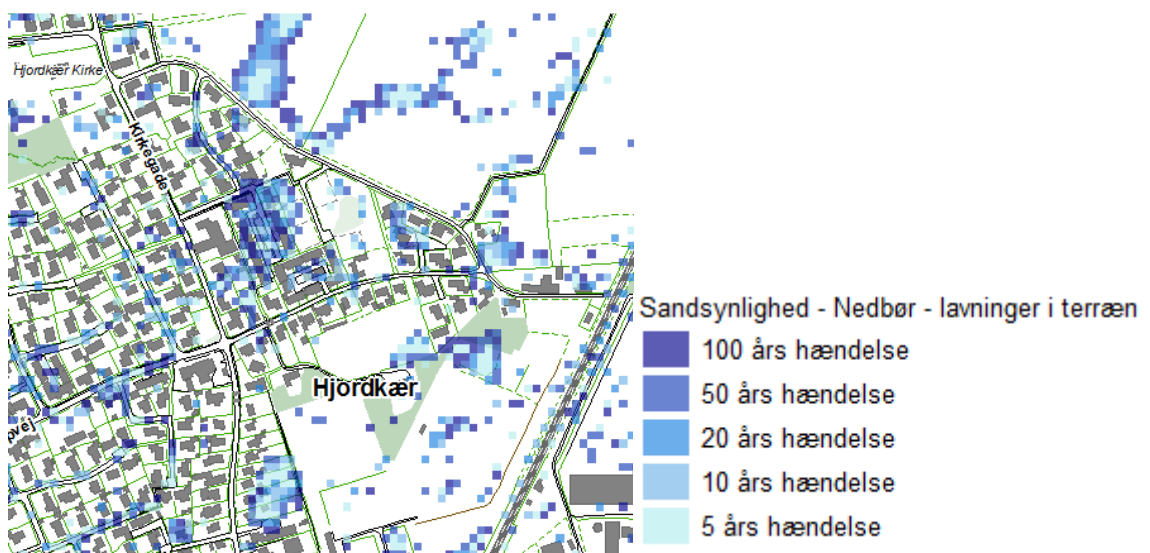 Hjordkær Kirke
Kirkegade
Hjordkær
pvej
Sandsynlighed - Nedbør - lavninger i terræn
100 års hændelse
50 års hændelse
20 års hændelse
10 års hændelse
5 års hændelse